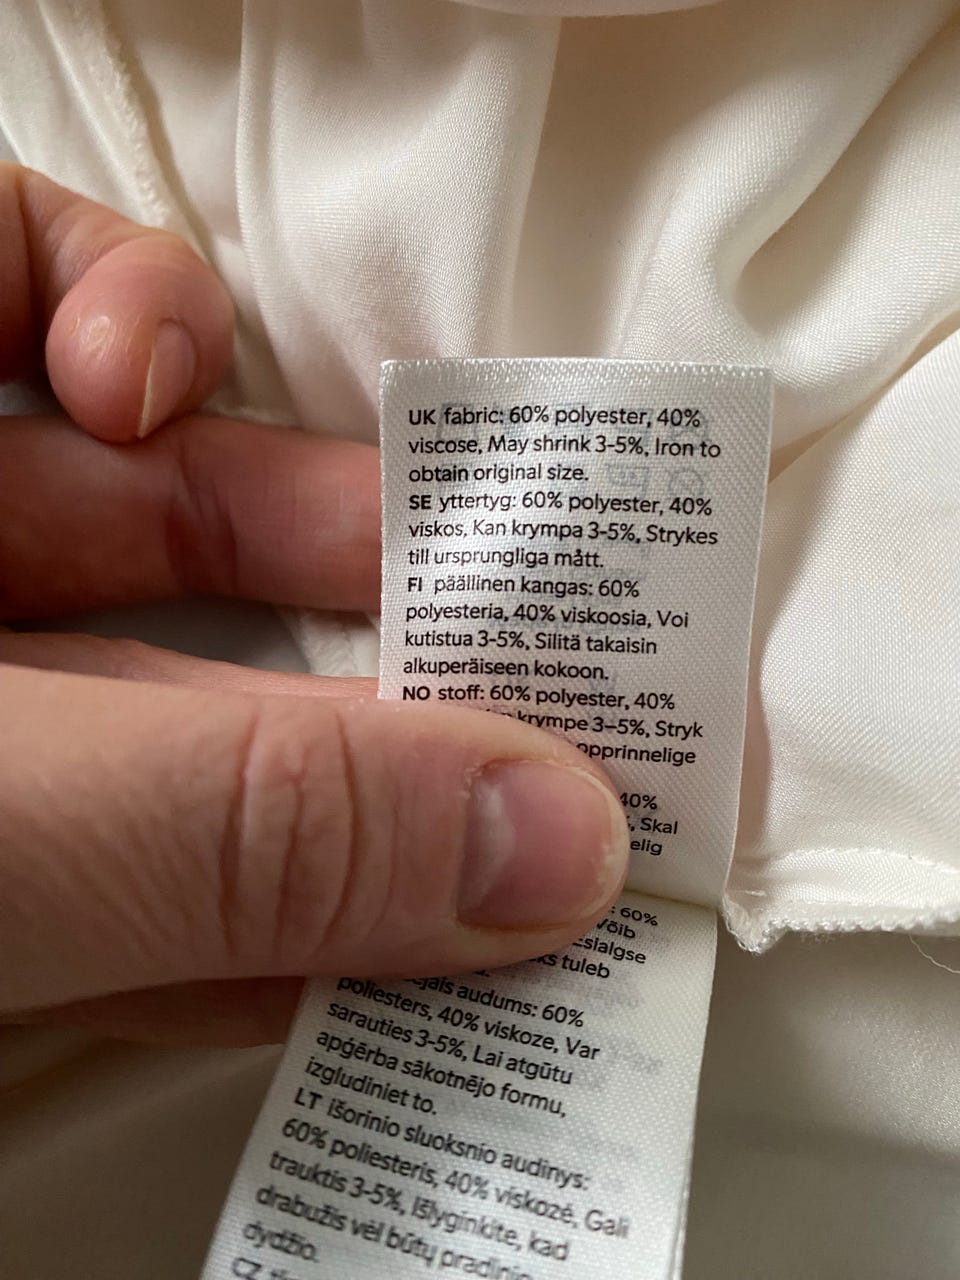 UK fabric: 60% polyester, 40%
viscose, May shrink 3-5%, Iron to
obtain original size.
SE yttertyg: 60% polyester, 40%
viskos, Kan krympa 3-5%, Strykes
till ursprungliga mått.
FI päällinen kangas: 60%
polyesteria, 40% viskoosia, Voi
kutistua 3-5%, Silitä takaisin
alkuperäiseen kokoon.
NO stoff: 60% polyester, 40%
krympe 3–5%, Stryk
opprinnelige
40%
, Skal
elig
: 60%
Võib
ks tuleb
audums: 60%
poliesters, 40% viskoze, Var
sarauties 3-5%, Lai atgūtu
apģērba sākotnējo formu,
izgludiniet to.
LT išorinio sluoksnio audinys:
60% poliesteris, 40% viskozė, Gali
trauktis 3-5%, Išlyginkite, kad
drabužis vėl būtų pradinio
dydžio.
CZ